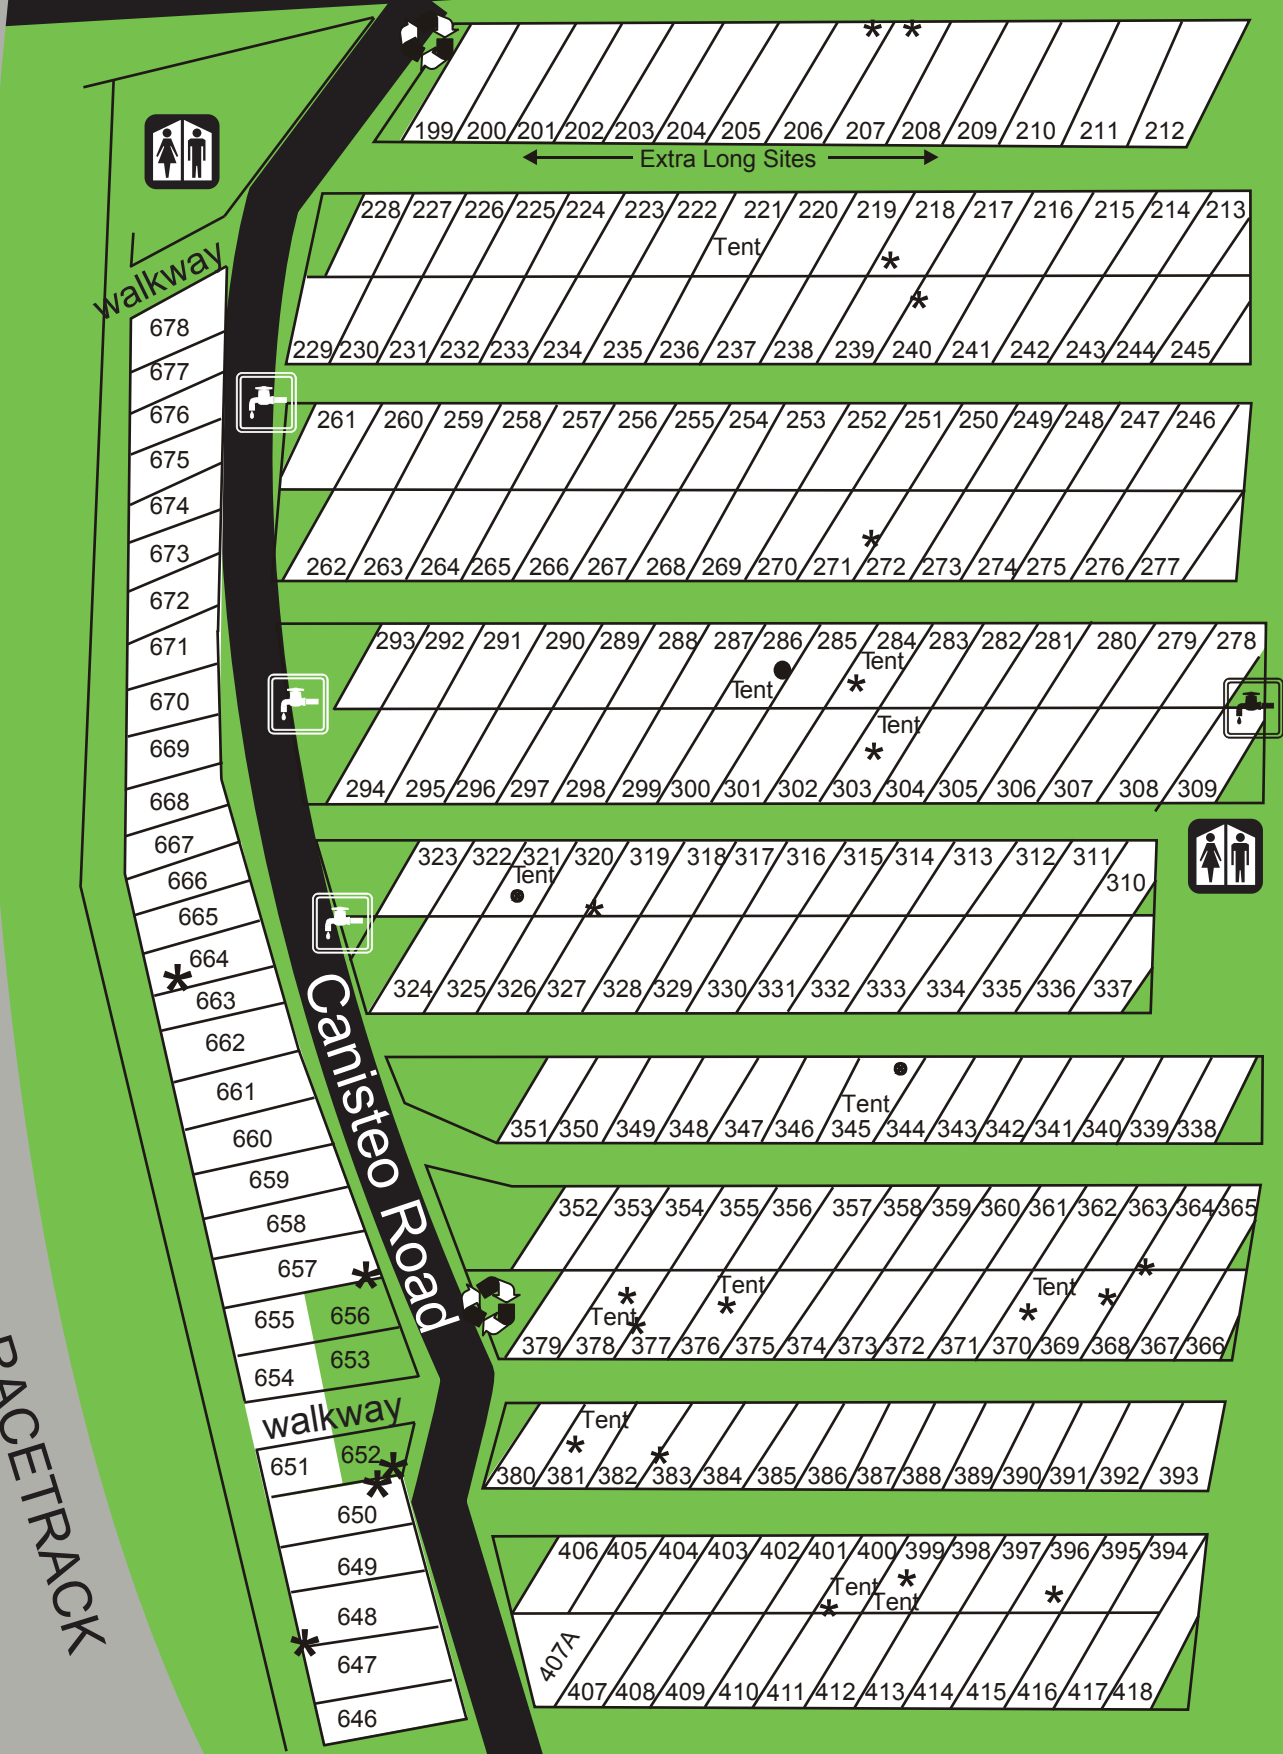 199 200 201 202 203 204 205 206 207 208 209 210 211 212
Extra Long Sites
228 227 226 225 224 223 222 221 220 219 218 217 216 215 214 213
Tent
229 230 231 232 233 234 235 236 237 238 239 240 241 242 243 244 245
261 260 259 258 257 256 255 254 253 252 251 250 249 248 247 246
262 263 264 265 266 267 268 269 270 271 272 273 274 275 276 277
293 292 291 290 289 288 287 286 285 284 283 282 281 280 279 278
Tent
Tent
Tent
294 295 296 297 298 299 300 301 302 303 304 305 306 307 308 309
323 322 321 320 319 318 317 316 315 314 313 312 311
310
Tent
324 325 326 327 328 329 330 331 332 333 334 335 336 337
Tent
351 350 349 348 347 346 345 344 343 342 341 340 339 338
352 353 354 355 356 357 358 359 360 361 362 363 364 365
Tent
Tent
Tent
379 378 377 376 375 374 373 372 371 370 369 368 367 366
Tent
380 381 382 383 384 385 386 387 388 389 390 391 392 393
406 405 404 403 402 401 400 399 398 397 396 395 394
Tent
Tent
407A
407 408 409 410 411 412 413 414 415 416 417 418
walkway
678
677
676
675
674
673
672
671
670
669
668
667
666
665
664
663
662
661
660
659
658
657
655 656
654 653
walkway
651 652
650
649
648
647
646
Canisteo Road
RACETRACK